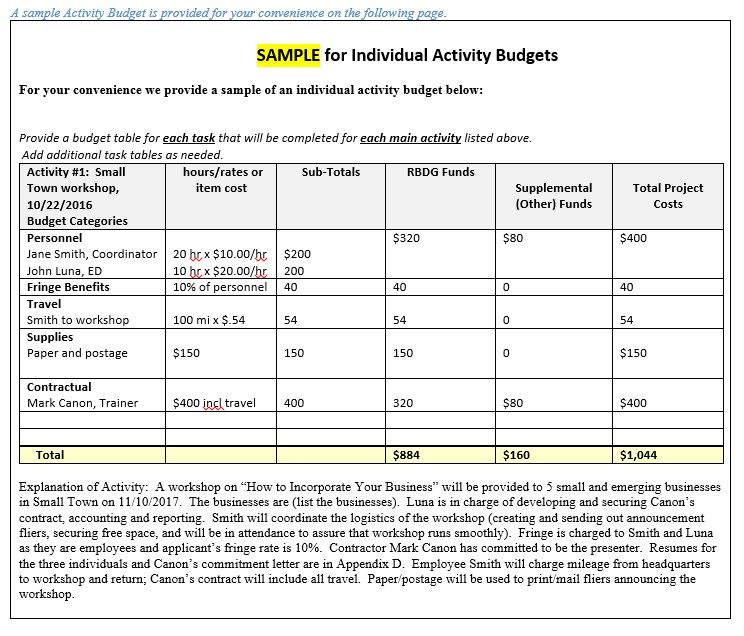 A sample Activity Budget is provided for your convenience on the following page.
SAMPLE for Individual Activity Budgets
For your convenience we provide a sample of an individual activity budget below:
Provide a budget table for each task that will be completed for each main activity listed above.
Add additional task tables as needed.
Activity #1: Small Town workshop, 10/22/2016 Budget Categories | hours/rates or item cost | Sub-Totals | RBDG Funds | Supplemental (Other) Funds | Total Project Costs
Personnel | $320 | $80 | $400
Jane Smith, Coordinator | 20 hr x $10.00/hr | $200
John Luna, ED | 10 hr x $20.00/hr | 200
Fringe Benefits | 10% of personnel | 40 | 40 | 0 | 40
Travel
Smith to workshop | 100 mi x $.54 | 54 | 54 | 0 | 54
Supplies
Paper and postage | $150 | 150 | 150 | 0 | $150
Contractual
Mark Canon, Trainer | $400 incl travel | 400 | 320 | $80 | $400
Total | $884 | $160 | $1,044
Explanation of Activity: A workshop on “How to Incorporate Your Business” will be provided to 5 small and emerging businesses
in Small Town on 11/10/2017. The businesses are (list the businesses). Luna is in charge of developing and securing Canon’s
contract, accounting and reporting. Smith will coordinate the logistics of the workshop (creating and sending out announcement
fliers, securing free space, and will be in attendance to assure that workshop runs smoothly). Fringe is charged to Smith and Luna
as they are employees and applicant’s fringe rate is 10%. Contractor Mark Canon has committed to be the presenter. Resumes for
the three individuals and Canon’s commitment letter are in Appendix D. Employee Smith will charge mileage from headquarters
to workshop and return; Canon’s contract will include all travel. Paper/postage will be used to print/mail fliers announcing the
workshop.